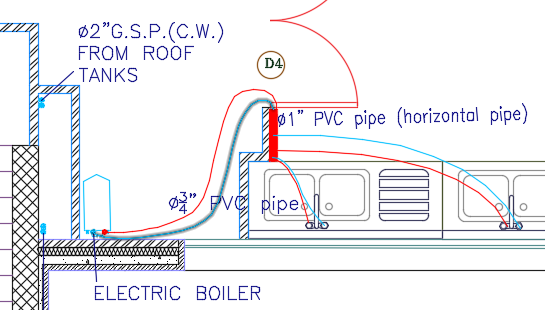 ø2"G.S.P.(C.W.)
FROM ROOF
TANKS
D4
ø1" PVC pipe (horizontal pipe)
ø3/4" PVC pipe.
ELECTRIC BOILER